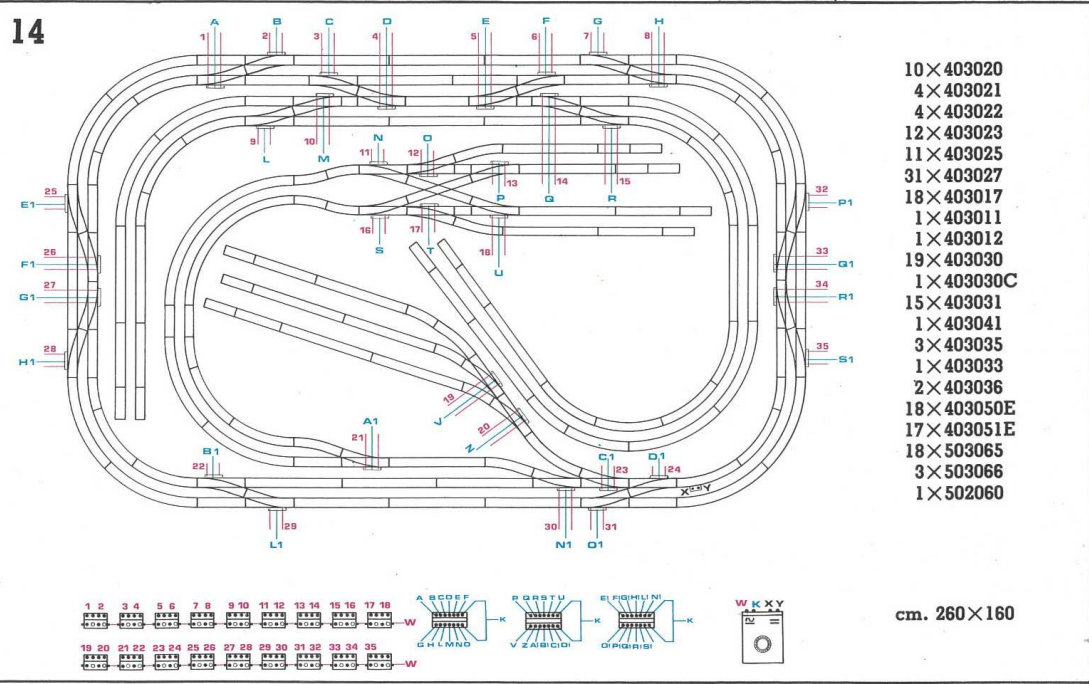 14
A B C D E F G H
1 2 3 4 5 6 7 8
9 10
L M
N O
11 12
13 14 15
P Q R
16 17 18
S T U
25
E1
26
F1
27
G1
28
H1
32
P1
33
Q1
34
R1
35
S1
19
V
20
Z
A1
21
B1
22
C1 D1
23 24
X Y
29
L1
30 31
N1 O1
10×403020
4×403021
4×403022
12×403023
11×403025
31×403027
18×403017
1×403011
1×403012
19×403030
1×403030C
15×403031
1×403041
3×403035
1×403033
2×403036
18×403050E
17×403051E
18×503065
3×503066
1×502060
1 2 3 4 5 6 7 8 9 10 11 12 13 14 15 16 17 18
W
19 20 21 22 23 24 25 26 27 28 29 30 31 32 33 34 35
W
A B C D E F
K
G H L M N O
P Q R S T U
K
V Z A1 B1 C1 D1
E1 F1 G1 H1 L1 N1
K
O1 P1 Q1 R1 S1
W K X Y
cm. 260×160